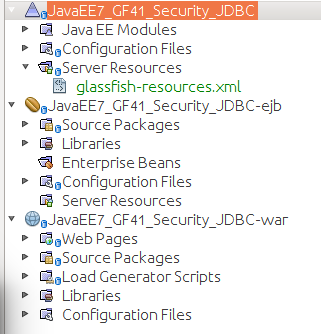 JavaEE7_GF41_Security_JDBC
Java EE Modules
Configuration Files
Server Resources
glassfish-resources.xml
JavaEE7_GF41_Security_JDBC-ejb
Source Packages
Libraries
Enterprise Beans
Configuration Files
Server Resources
JavaEE7_GF41_Security_JDBC-war
Web Pages
Source Packages
Load Generator Scripts
Libraries
Configuration Files